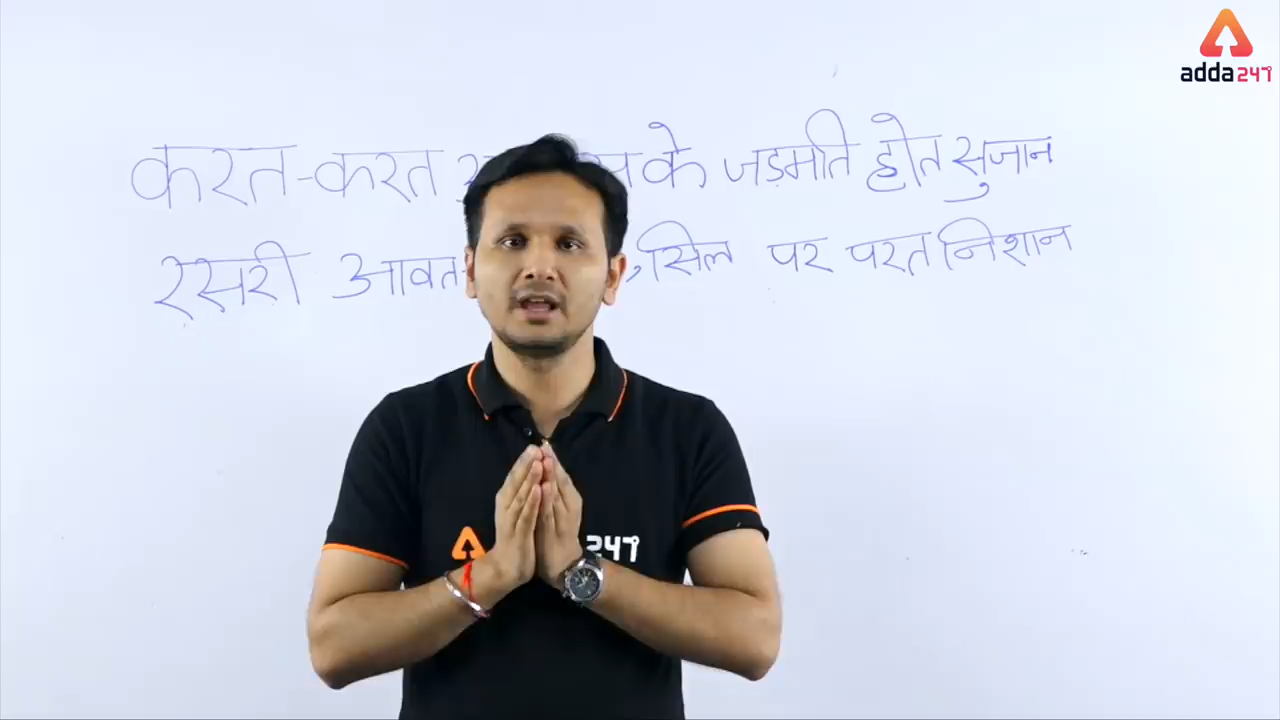 adda247
करत-करत के जड़मति होत सुजान
रसरी आवत , सिल पर परत निशान
247